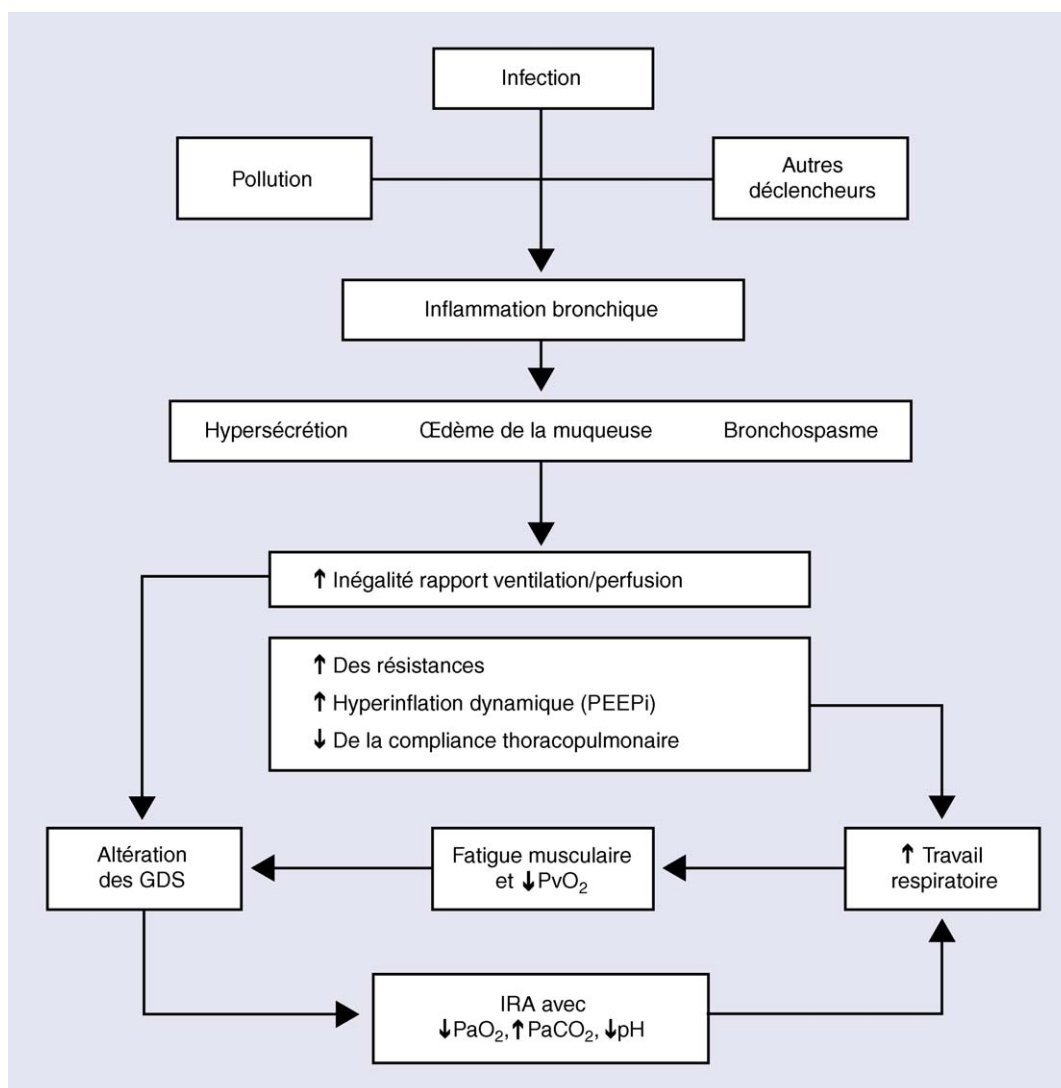 Infection
Pollution
Autres
déclencheurs
Inflammation bronchique
Hypersécrétion Œdème de la muqueuse Bronchospasme
↑ Inégalité rapport ventilation/perfusion
↑ Des résistances
↑ Hyperinflation dynamique (PEEPi)
↓ De la compliance thoracopulmonaire
Altération
des GDS
Fatigue musculaire
et ↓PvO₂
↑ Travail
respiratoire
IRA avec
↓PaO₂, ↑PaCO₂, ↓pH